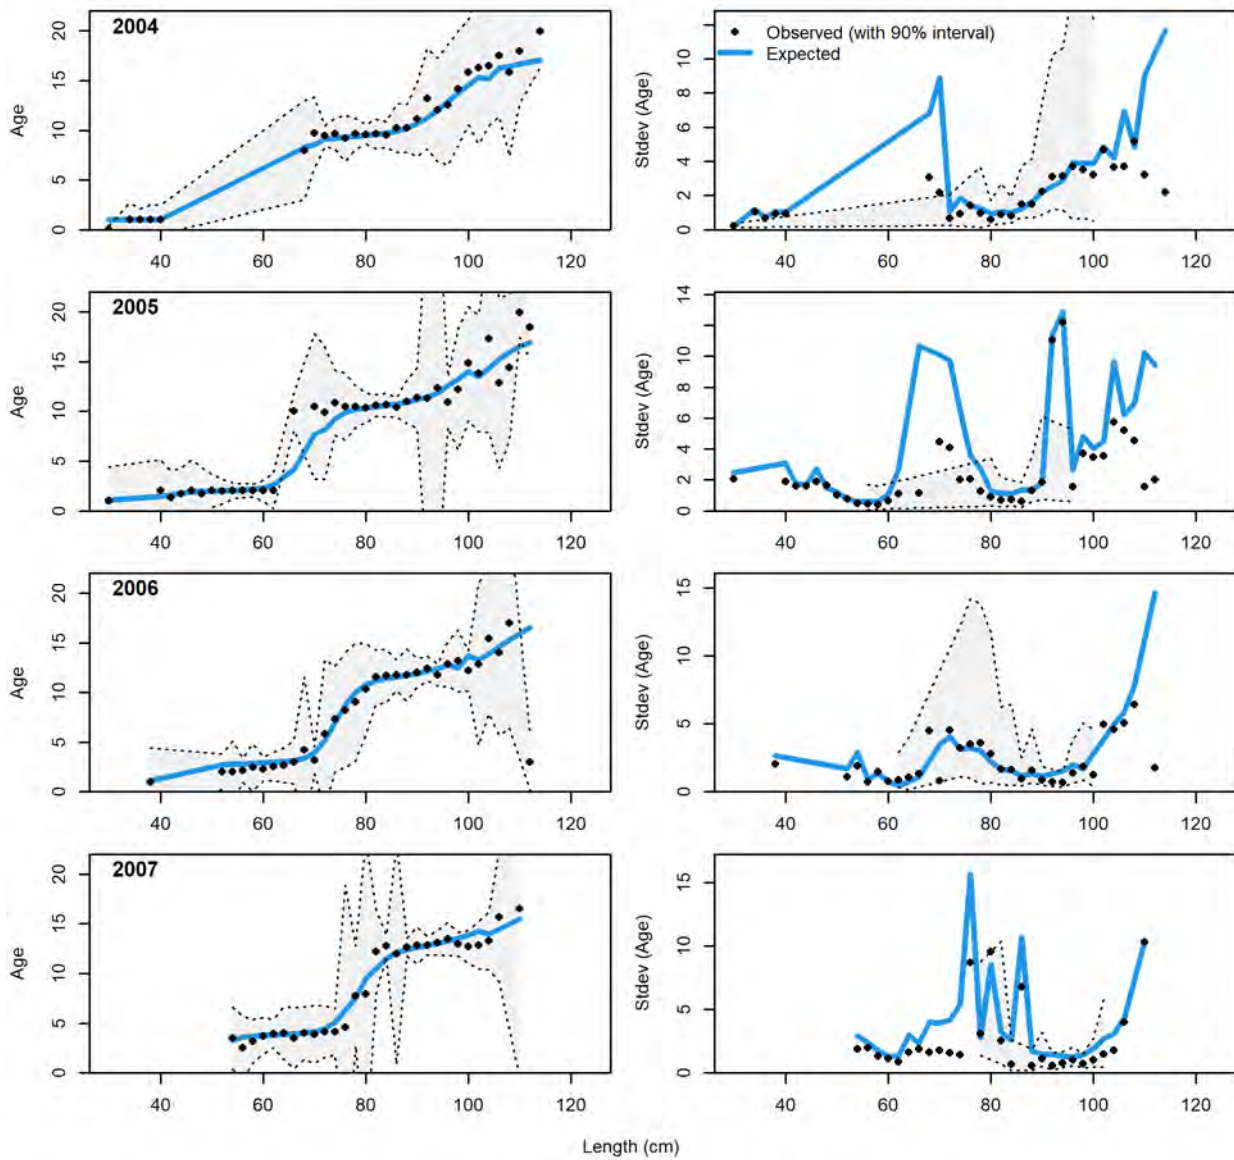 2004
Age
0 5 10 15 20
40 60 80 100 120
Observed (with 90% interval)
Expected
Stdev (Age)
0 2 4 6 8 10
40 60 80 100 120
2005
Age
0 5 10 15 20
40 60 80 100 120
Stdev (Age)
0 2 4 6 8 10 14
40 60 80 100 120
2006
Age
0 5 10 15 20
40 60 80 100 120
Stdev (Age)
0 5 10 15
40 60 80 100 120
2007
Age
0 5 10 15 20
40 60 80 100 120
Stdev (Age)
0 5 10 15
40 60 80 100 120
Length (cm)